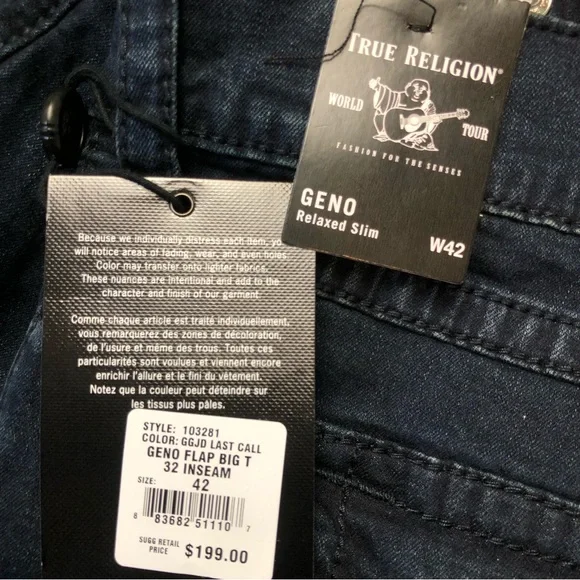 TRUE RELIGION®
WORLD TOUR
FASHION FOR THE SENSES
GENO
Relaxed Slim
W42
Because we individually distress each item, you
will notice areas of fading, wear, and even holes.
Color may transfer onto lighter fabrics.
These nuances are intentional and add to the
character and finish of our garment.
Comme chaque article est traité individuellement,
vous remarquerez des zones de décoloration,
de l'usure et même des trous. Toutes ces
particularités sont voulues et viennent encore
enrichir l'allure et le fini du vêtement.
Notez que la couleur peut déteindre sur
les tissus plus pâles.
STYLE: 103281
COLOR: GGJD LAST CALL
GENO FLAP BIG T
32 INSEAM
SIZE:
42
8 83682 51110 7
SUGG RETAIL
PRICE $199.00